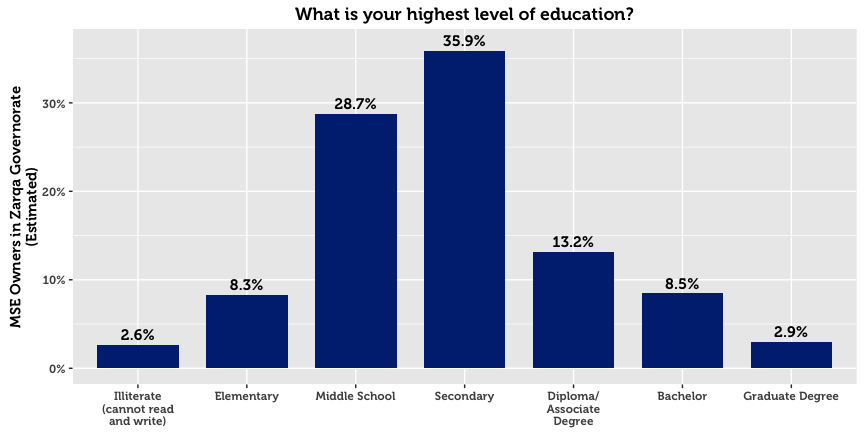 What is your highest level of education?
MSE Owners in Zarqa Governorate
(Estimated)
30%
20%
10%
0%
2.6%
8.3%
28.7%
35.9%
13.2%
8.5%
2.9%
Illiterate
(cannot read
and write)
Elementary
Middle School
Secondary
Diploma/
Associate
Degree
Bachelor
Graduate Degree